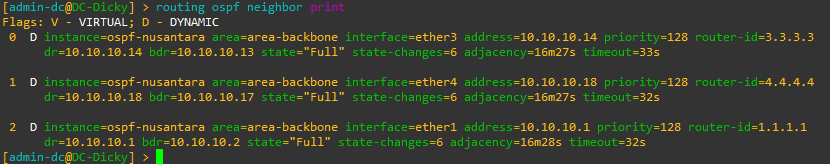 [admin-dc@DC-Dicky] > routing ospf neighbor print
Flags: V - VIRTUAL; D - DYNAMIC
0 D instance=ospf-nusantara area=area-backbone interface=ether3 address=10.10.10.14 priority=128 router-id=3.3.3.3
dr=10.10.10.14 bdr=10.10.10.13 state="Full" state-changes=6 adjacency=16m27s timeout=33s
1 D instance=ospf-nusantara area=area-backbone interface=ether4 address=10.10.10.18 priority=128 router-id=4.4.4.4
dr=10.10.10.18 bdr=10.10.10.17 state="Full" state-changes=6 adjacency=16m27s timeout=32s
2 D instance=ospf-nusantara area=area-backbone interface=ether1 address=10.10.10.1 priority=128 router-id=1.1.1.1
dr=10.10.10.1 bdr=10.10.10.2 state="Full" state-changes=6 adjacency=16m28s timeout=32s
[admin-dc@DC-Dicky] >